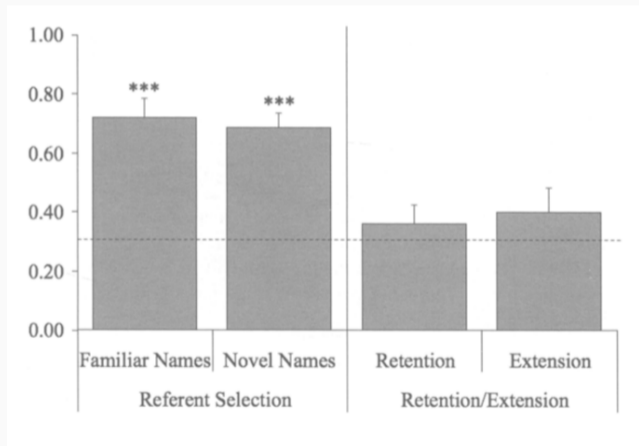 1.00
0.80
0.60
0.40
0.20
0.00
***
***
Familiar Names
Novel Names
Retention
Extension
Referent Selection
Retention/Extension